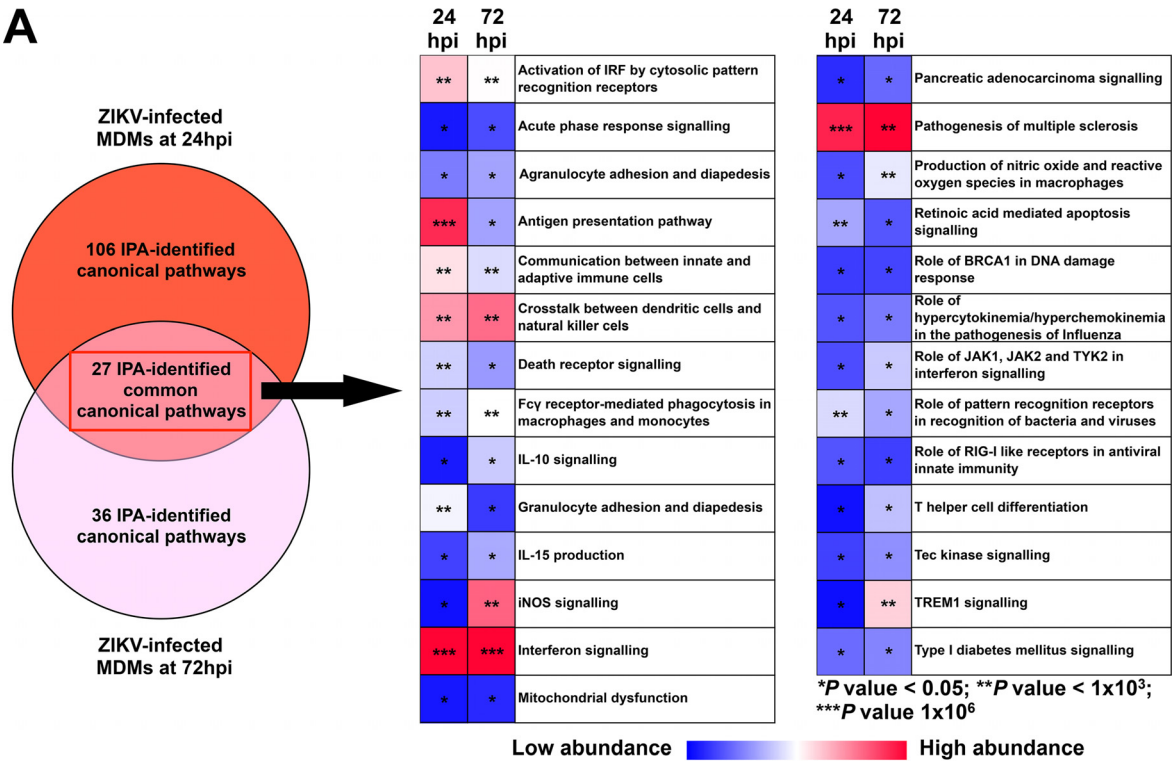 A
ZIKV-infected
MDMs at 24hpi
106 IPA-identified
canonical pathways
27 IPA-identified
common
canonical pathways
36 IPA-identified
canonical pathways
ZIKV-infected
MDMs at 72hpi
24
hpi
72
hpi
** ** Activation of IRF by cytosolic pattern
recognition receptors
* * Acute phase response signalling
* * Agranulocyte adhesion and diapedesis
*** * Antigen presentation pathway
** ** Communication between innate and
adaptive immune cells
** ** Crosstalk between dendritic cells and
natural killer cels
** * Death receptor signalling
** ** Fcγ receptor-mediated phagocytosis in
macrophages and monocytes
* * IL-10 signalling
** * Granulocyte adhesion and diapedesis
* * IL-15 production
* ** iNOS signalling
*** *** Interferon signalling
* * Mitochondrial dysfunction
24
hpi
72
hpi
* * Pancreatic adenocarcinoma signalling
*** ** Pathogenesis of multiple sclerosis
* ** Production of nitric oxide and reactive
oxygen species in macrophages
** * Retinoic acid mediated apoptosis
signalling
* * Role of BRCA1 in DNA damage
response
* * Role of
hypercytokinemia/hyperchemokinemia
in the pathogenesis of Influenza
* * Role of JAK1, JAK2 and TYK2 in
interferon signalling
** * Role of pattern recognition receptors
in recognition of bacteria and viruses
* * Role of RIG-I like receptors in antiviral
innate immunity
* * T helper cell differentiation
* * Tec kinase signalling
* ** TREM1 signalling
* * Type I diabetes mellitus signalling
*P value < 0.05; **P value < 1x10³;
***P value 1x10⁶
Low abundance High abundance